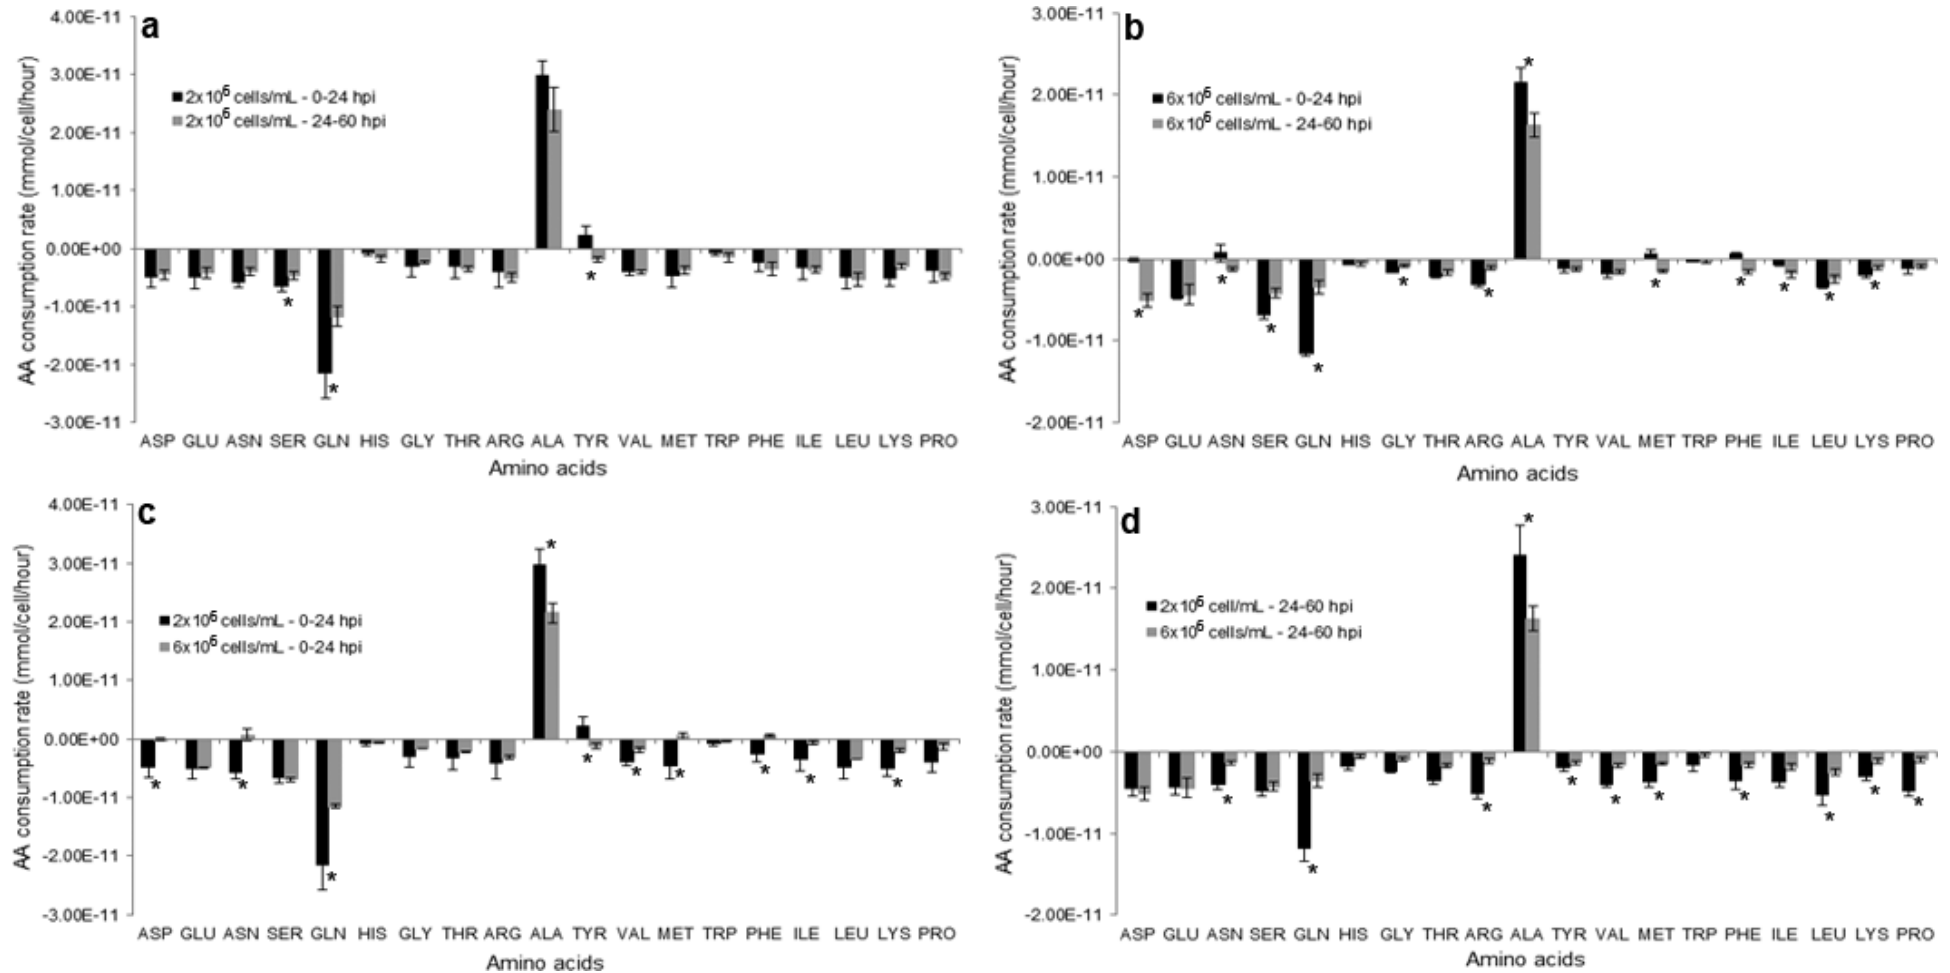 a
AA consumption rate (mmol/cell/hour)
4.00E-11
3.00E-11
2.00E-11
1.00E-11
0.00E+00
-1.00E-11
-2.00E-11
-3.00E-11
2x10⁶ cells/mL - 0-24 hpi
2x10⁶ cells/mL - 24-60 hpi
*
*
*
ASP GLU ASN SER GLN HIS GLY THR ARG ALA TYR VAL MET TRP PHE ILE LEU LYS PRO
Amino acids
b
AA consumption rate (mmol/cell/hour)
3.00E-11
2.00E-11
1.00E-11
0.00E+00
-1.00E-11
-2.00E-11
6x10⁶ cells/mL - 0-24 hpi
6x10⁶ cells/mL - 24-60 hpi
*
*
*
*
*
*
*
*
*
*
*
*
ASP GLU ASN SER GLN HIS GLY THR ARG ALA TYR VAL MET TRP PHE ILE LEU LYS PRO
Amino acids
c
AA consumption rate (mmol/cell/hour)
4.00E-11
3.00E-11
2.00E-11
1.00E-11
0.00E+00
-1.00E-11
-2.00E-11
-3.00E-11
2x10⁶ cells/mL - 0-24 hpi
6x10⁶ cells/mL - 0-24 hpi
*
*
*
*
*
*
*
*
*
*
ASP GLU ASN SER GLN HIS GLY THR ARG ALA TYR VAL MET TRP PHE ILE LEU LYS PRO
Amino acids
d
AA consumption rate (mmol/cell/hour)
3.00E-11
2.00E-11
1.00E-11
0.00E+00
-1.00E-11
-2.00E-11
2x10⁶ cell/mL - 24-60 hpi
6x10⁶ cells/mL - 24-60 hpi
*
*
*
*
*
*
*
*
*
*
*
ASP GLU ASN SER GLN HIS GLY THR ARG ALA TYR VAL MET TRP PHE ILE LEU LYS PRO
Amino acids